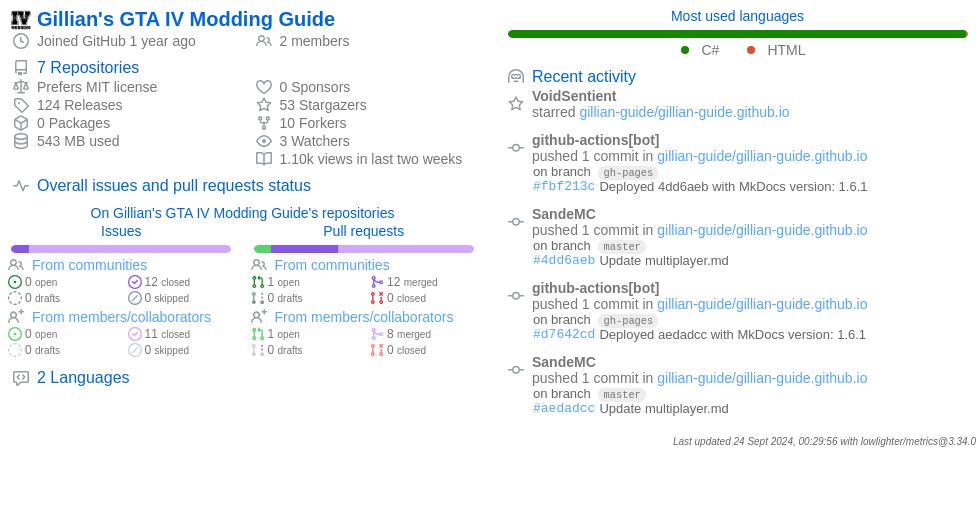 Gillian's GTA IV Modding Guide
Joined GitHub 1 year ago
2 members
7 Repositories
Prefers MIT license
124 Releases
0 Packages
543 MB used
0 Sponsors
53 Stargazers
10 Forkers
3 Watchers
1.10k views in last two weeks
Overall issues and pull requests status
On Gillian's GTA IV Modding Guide's repositories
Issues
From communities
0 open
12 closed
0 drafts
0 skipped
From members/collaborators
0 open
11 closed
0 drafts
0 skipped
Pull requests
From communities
1 open
12 merged
0 drafts
0 closed
From members/collaborators
1 open
8 merged
0 drafts
0 closed
2 Languages
Most used languages
C#
HTML
Recent activity
VoidSentient
starred gillian-guide/gillian-guide.github.io
github-actions[bot]
pushed 1 commit in gillian-guide/gillian-guide.github.io
on branch gh-pages
#fbf213c Deployed 4dd6aeb with MkDocs version: 1.6.1
SandeMC
pushed 1 commit in gillian-guide/gillian-guide.github.io
on branch master
#4dd6aeb Update multiplayer.md
github-actions[bot]
pushed 1 commit in gillian-guide/gillian-guide.github.io
on branch gh-pages
#d7642cd Deployed aedadcc with MkDocs version: 1.6.1
SandeMC
pushed 1 commit in gillian-guide/gillian-guide.github.io
on branch master
#aedadcc Update multiplayer.md
Last updated 24 Sept 2024, 00:29:56 with lowlighter/metrics@3.34.0